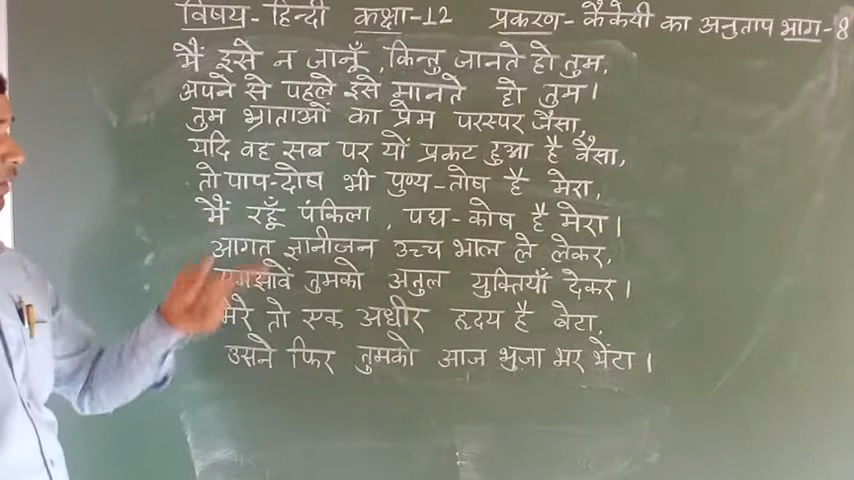 विषय- हिन्दी कक्षा-12 प्रकरण- कैकेयी का अनुताप भाग-8
मैं इसे न जानूँ, किन्तु जानते हो तुम,
अपने से पहले इसे मानते हो तुम।
तुम भ्राताओं का प्रेम परस्पर जैसा,
यदि वह सब पर यों प्रकट हुआ है वैसा,
तो पाप-दोष भी पुण्य-तोष है मेरा,
मैं रहूँ पंकिला, पद्म-कोष है मेरा।
आगत ज्ञानीजन उच्च भाल ले लेकर,
तुमको अतुल युक्तियाँ देकर।
मेरे तो एक अधीर हृदय है बेटा,
उसने फिर तुमको आज भुजा भर भेंटा।